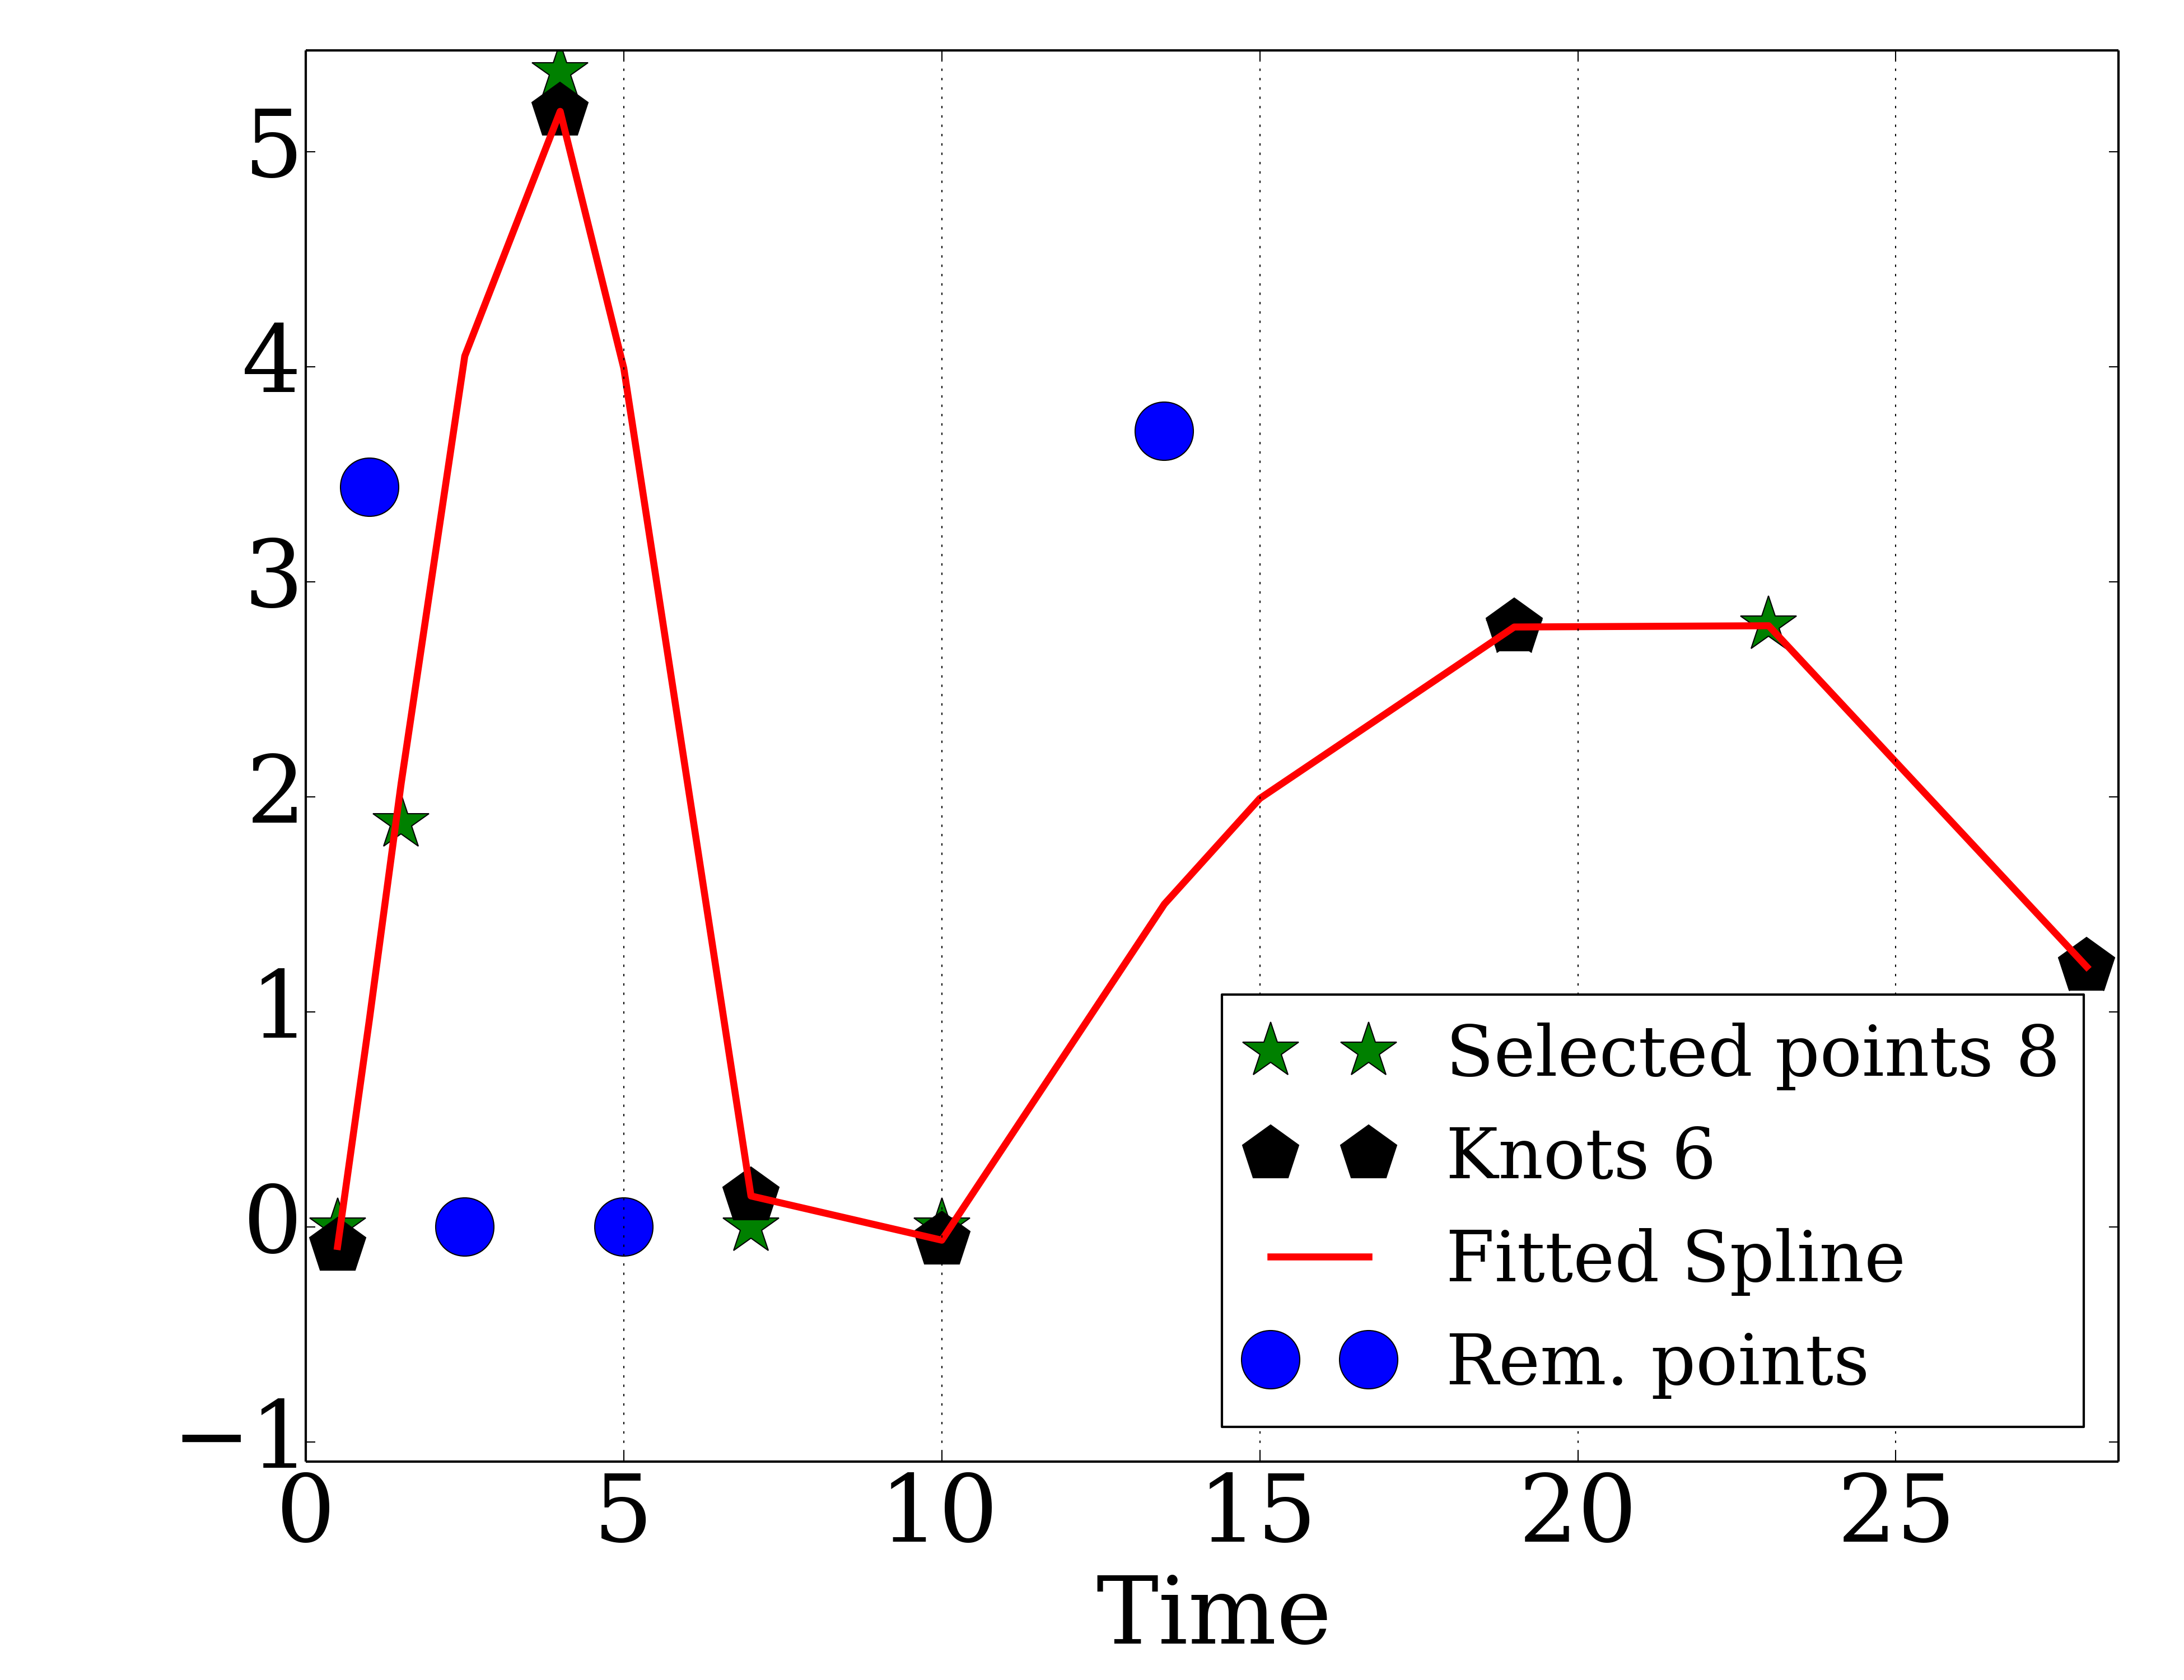 5
4
3
2
1
0
−1
0 5 10 15 20 25
Time
Selected points 8
Knots 6
Fitted Spline
Rem. points